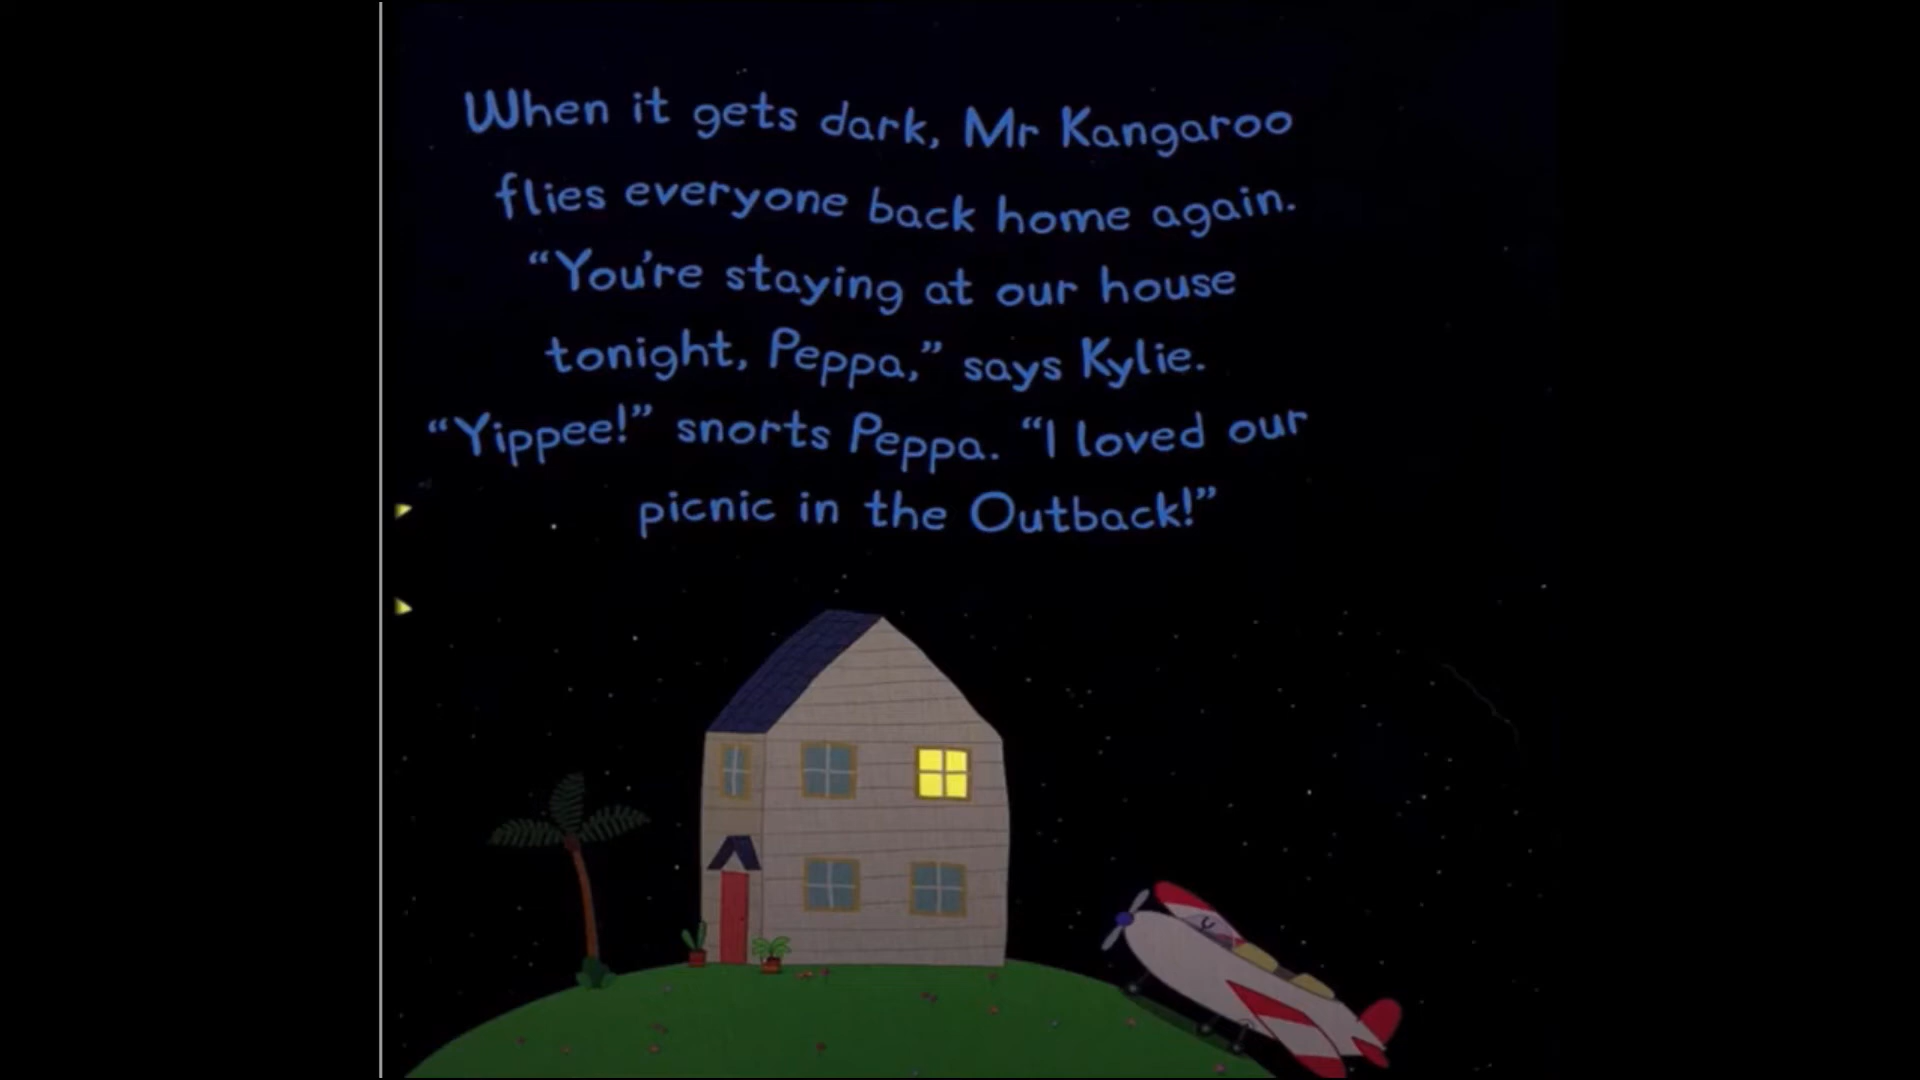 When it gets dark, Mr Kangaroo
flies everyone back home again.
“You’re staying at our house
tonight, Peppa,” says Kylie.
“Yippee!” snorts Peppa. “I loved our
picnic in the Outback!”